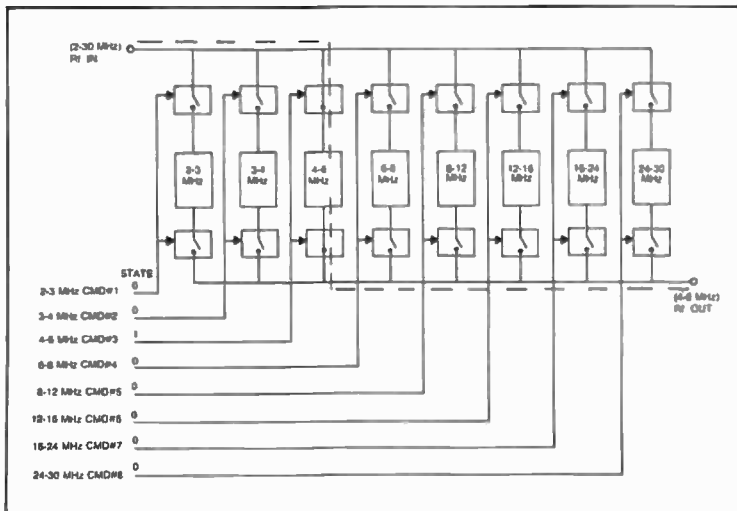 (2-30 MHz)
Rf IN
2-3
MHz
3-4
MHz
4-6
MHz
6-8
MHz
8-12
MHz
12-16
MHz
16-24
MHz
24-30
MHz
STATE
2-3 MHz CMD#1 0
3-4 MHz CMD#2 0
4-6 MHz CMD#3 1
6-8 MHz CMD#4 0
8-12 MHz CMD#5 0
12-16 MHz CMD#6 0
16-24 MHz CMD#7 0
24-30 MHz CMD#8 0
(4-6 MHz)
Rf OUT